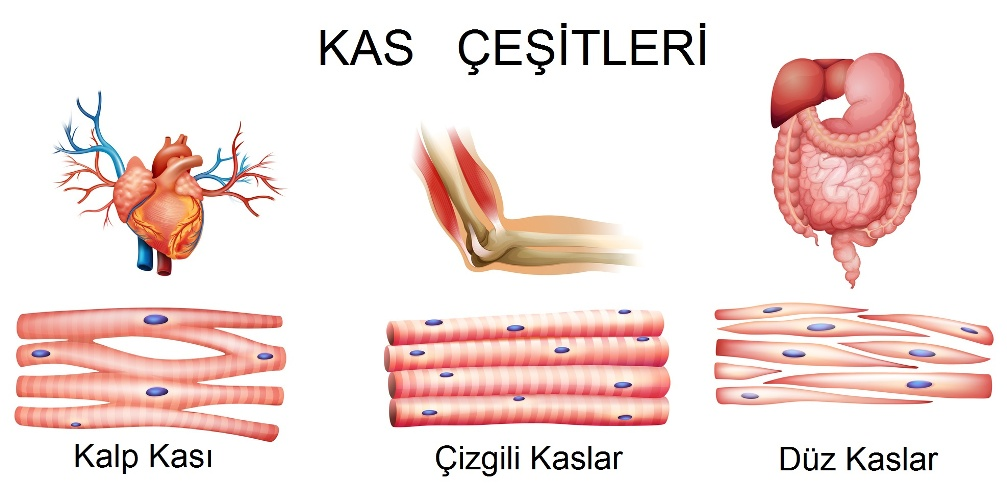 KAS ÇEŞİTLERİ
Kalp Kası
Çizgili Kaslar
Düz Kaslar